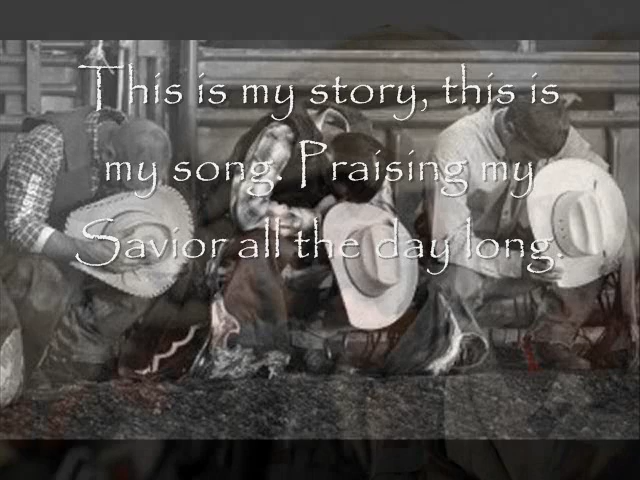 This is my story, this is
my song. Praising my
Savior all the day long.